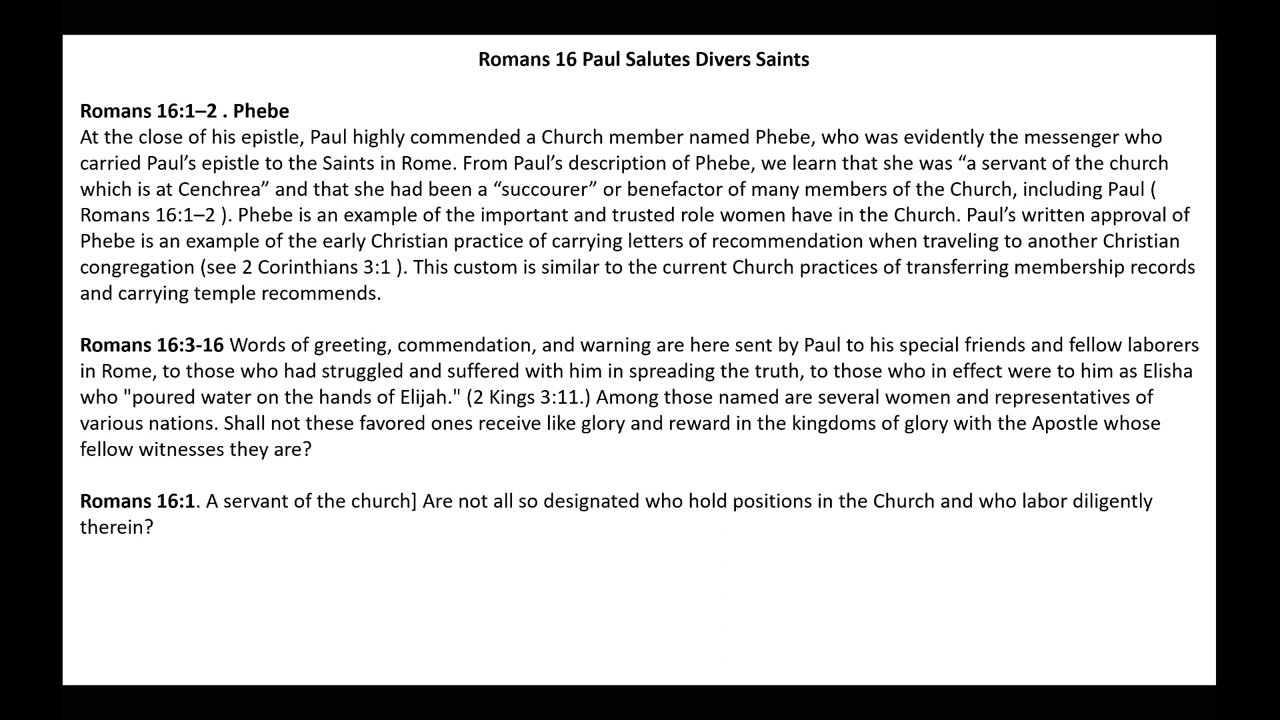 Romans 16 Paul Salutes Divers Saints
Romans 16:1–2 . Phebe
At the close of his epistle, Paul highly commended a Church member named Phebe, who was evidently the messenger who
carried Paul’s epistle to the Saints in Rome. From Paul’s description of Phebe, we learn that she was “a servant of the church
which is at Cenchrea” and that she had been a “succourer” or benefactor of many members of the Church, including Paul (
Romans 16:1–2 ). Phebe is an example of the important and trusted role women have in the Church. Paul’s written approval of
Phebe is an example of the early Christian practice of carrying letters of recommendation when traveling to another Christian
congregation (see 2 Corinthians 3:1 ). This custom is similar to the current Church practices of transferring membership records
and carrying temple recommends.
Romans 16:3-16 Words of greeting, commendation, and warning are here sent by Paul to his special friends and fellow laborers
in Rome, to those who had struggled and suffered with him in spreading the truth, to those who in effect were to him as Elisha
who "poured water on the hands of Elijah." (2 Kings 3:11.) Among those named are several women and representatives of
various nations. Shall not these favored ones receive like glory and reward in the kingdoms of glory with the Apostle whose
fellow witnesses they are?
Romans 16:1. A servant of the church] Are not all so designated who hold positions in the Church and who labor diligently
therein?